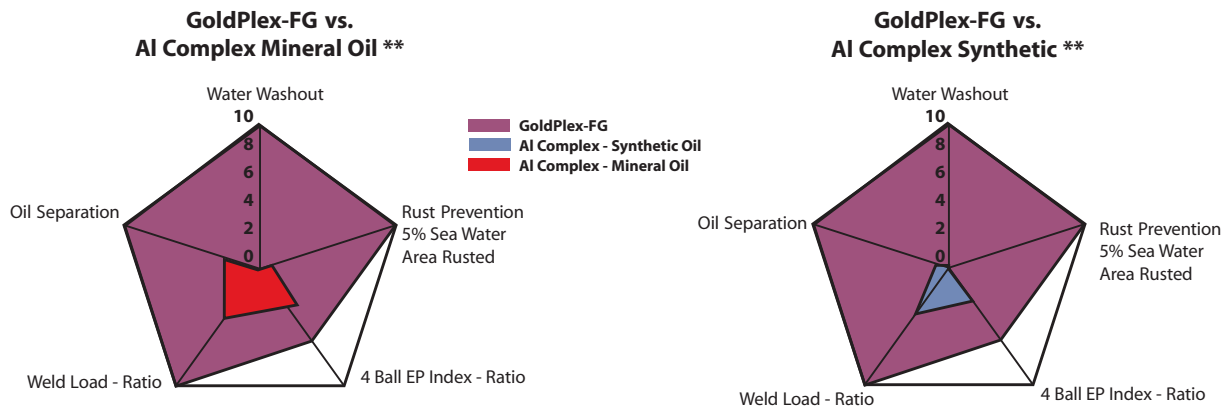 GoldPlex-FG vs.
Al Complex Mineral Oil **
Water Washout
10
8
6
4
2
0
Oil Separation
Rust Prevention
5% Sea Water
Area Rusted
Weld Load - Ratio
4 Ball EP Index - Ratio
GoldPlex-FG
Al Complex - Synthetic Oil
Al Complex - Mineral Oil
GoldPlex-FG vs.
Al Complex Synthetic **
Water Washout
10
8
6
4
2
0
Oil Separation
Rust Prevention
5% Sea Water
Area Rusted
Weld Load - Ratio
4 Ball EP Index - Ratio